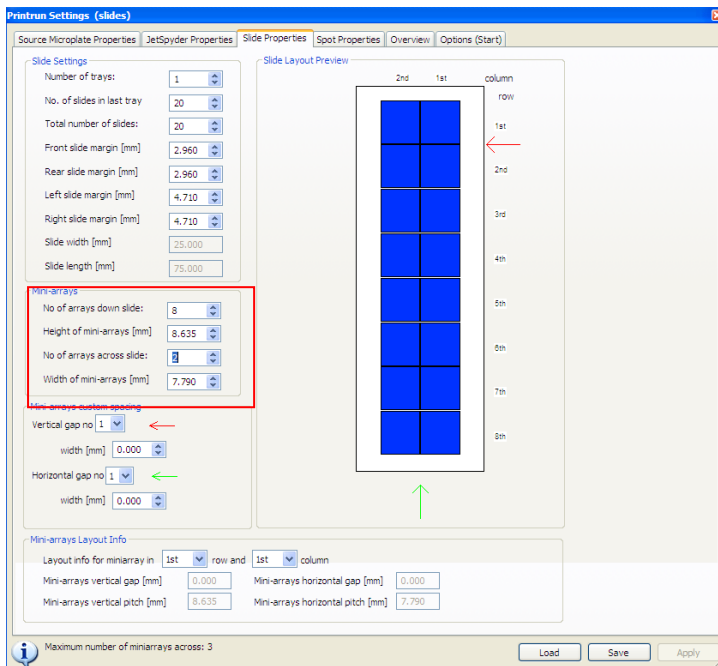 Printrun Settings (slides)
Source Microplate Properties JetSpyder Properties Slide Properties Spot Properties Overview Options (Start)
Slide Settings
Number of trays: 1
No. of slides in last tray 20
Total number of slides: 20
Front slide margin [mm] 2.960
Rear slide margin [mm] 2.960
Left slide margin [mm] 4.710
Right slide margin [mm] 4.710
Slide width [mm] 25.000
Slide length [mm] 75.000
Mini-arrays
No of arrays down slide: 8
Height of mini-arrays [mm] 8.635
No of arrays across slide: 2
Width of mini-arrays [mm] 7.790
Mini-arrays custom spacing
Vertical gap no 1
width [mm] 0.000
Horizontal gap no 1
width [mm] 0.000
Slide Layout Preview
2nd 1st column
row
1st
2nd
3rd
4th
5th
6th
7th
8th
Mini-arrays Layout Info
Layout info for miniarray in 1st row and 1st column
Mini-arrays vertical gap [mm] 0.000 Mini-arrays horizontal gap [mm] 0.000
Mini-arrays vertical pitch [mm] 8.635 Mini-arrays horizontal pitch [mm] 7.790
Maximum number of miniarrays across: 3
Load Save Apply